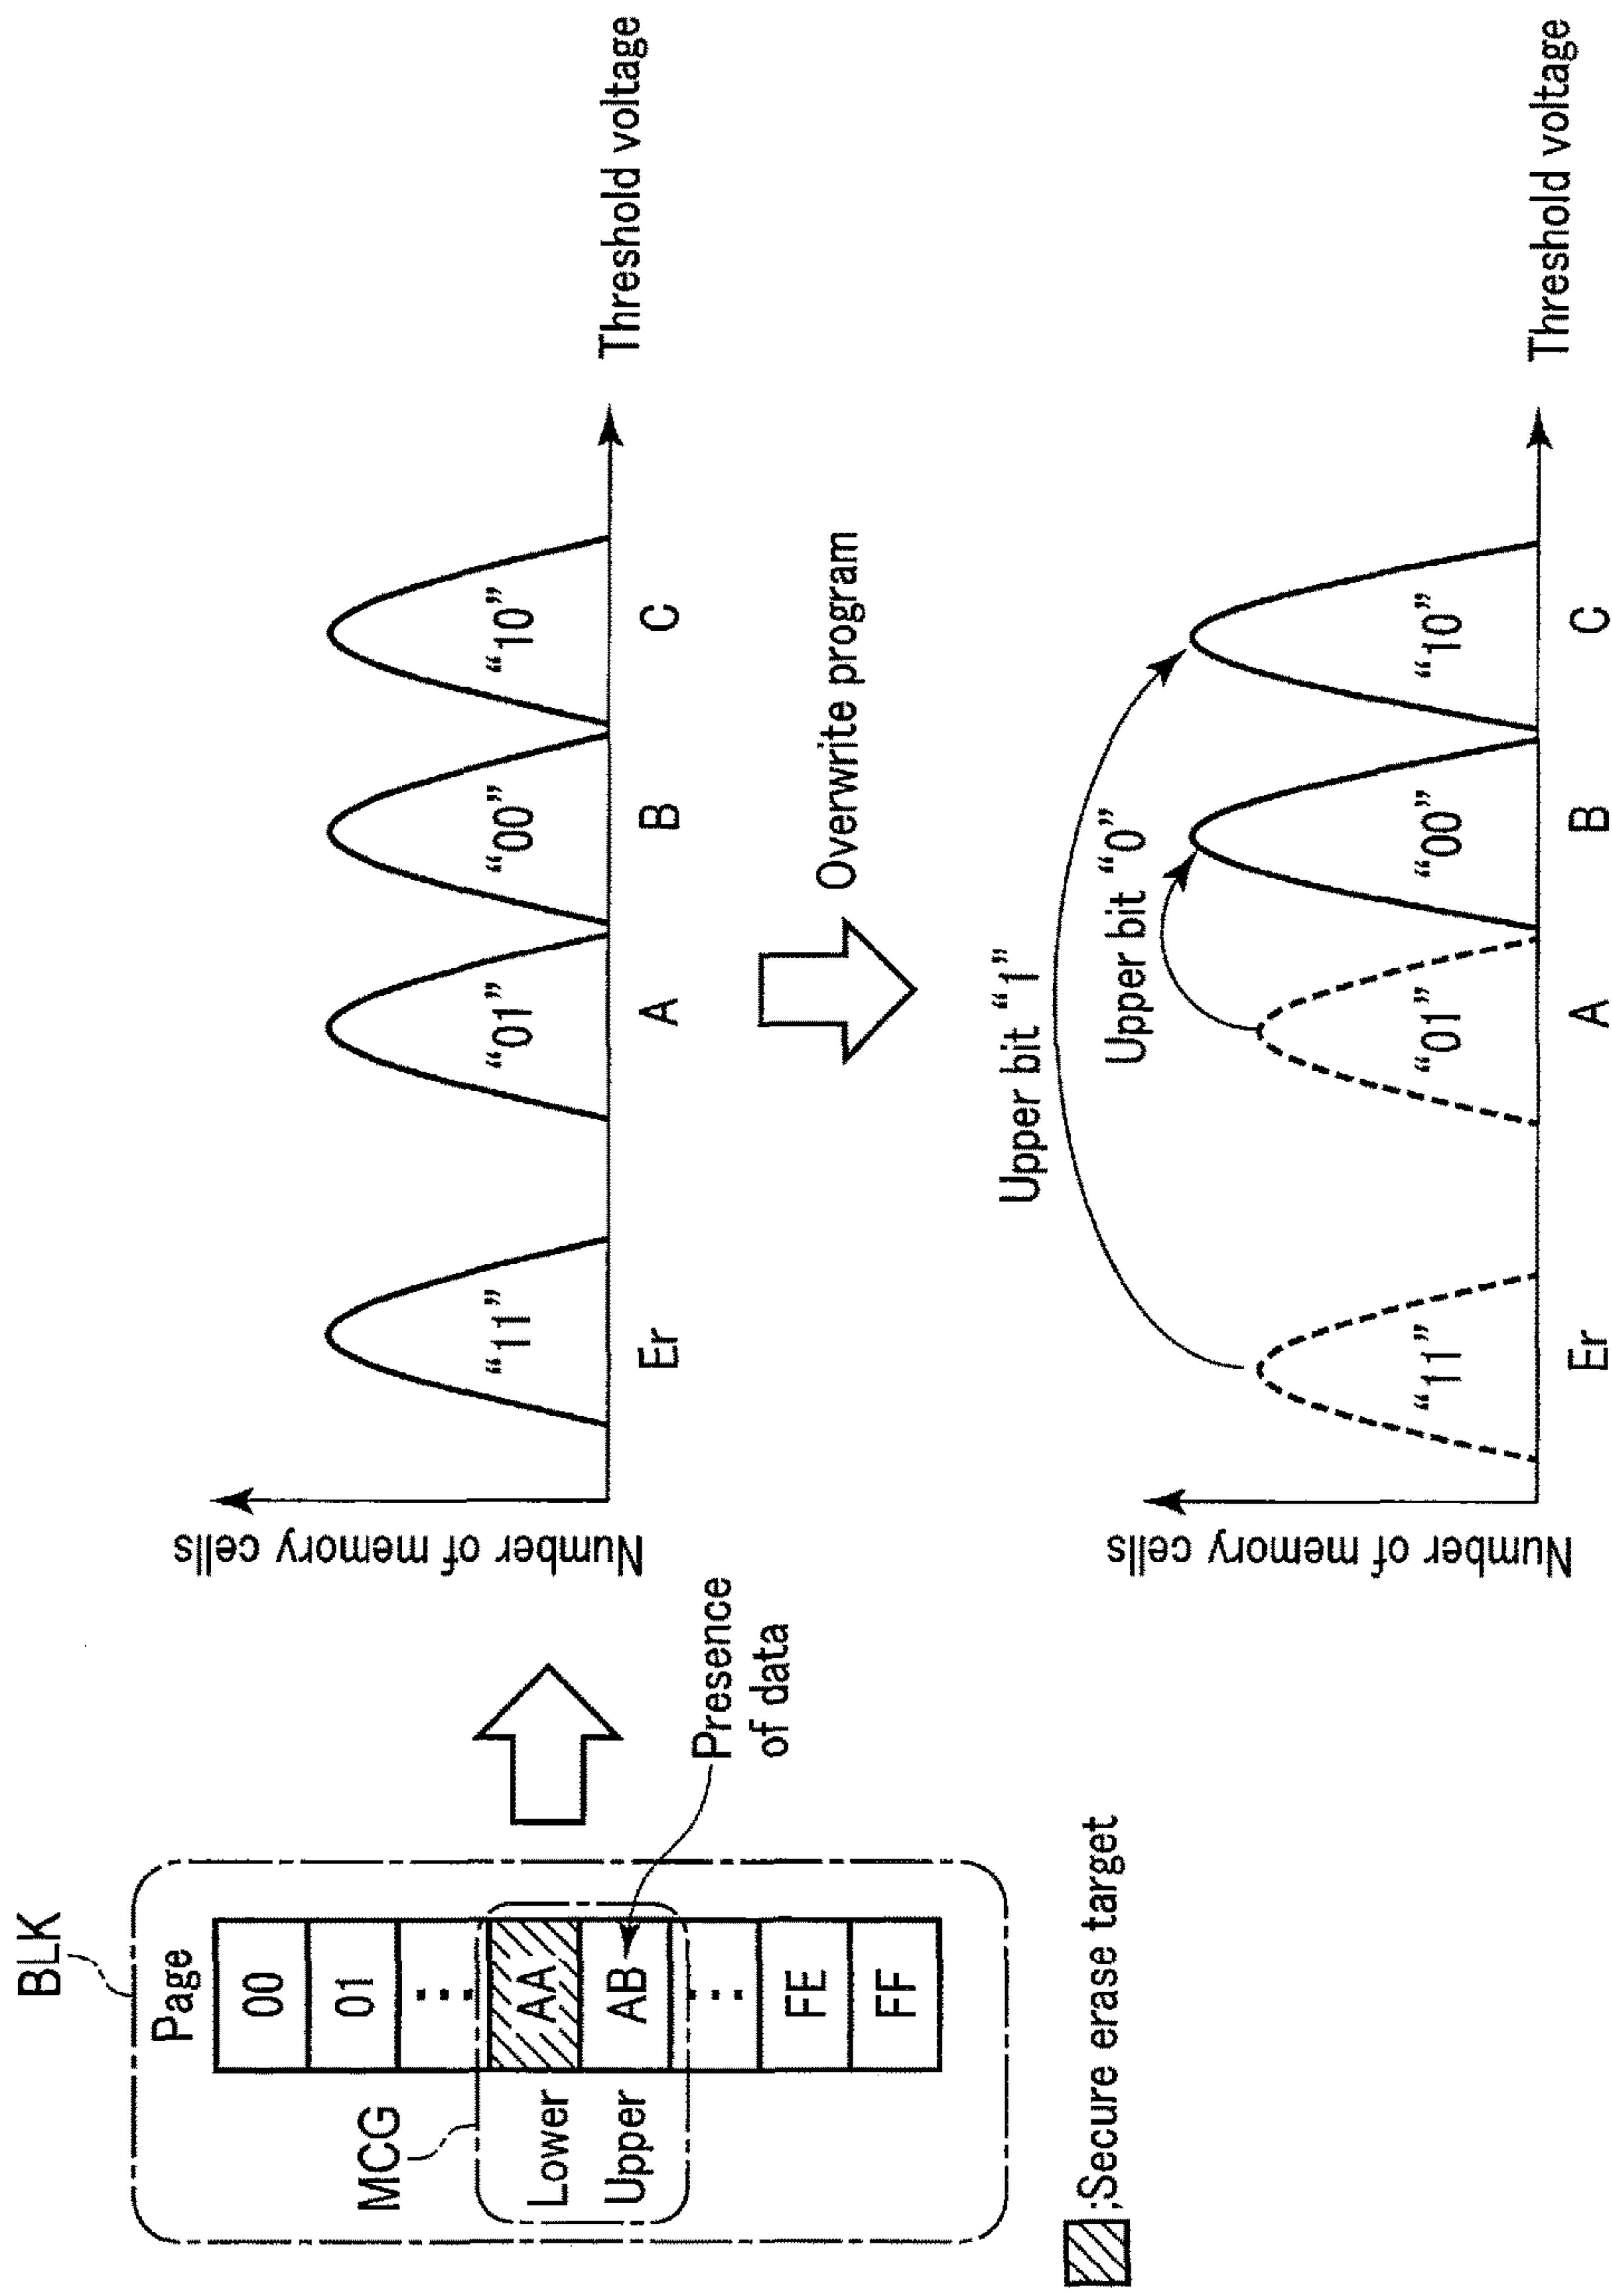 BLK
Page
00
01
⋮
MCG
Lower
AA
Upper
AB
⋮
FE
FF
Presence
of data
;Secure erase target
Number of memory cells
“11”
“01”
“00”
“10”
Er
A
B
C
Threshold voltage
Overwrite program
Number of memory cells
Upper bit “1”
Upper bit “0”
“11”
“01”
“00”
“10”
Er
A
B
C
Threshold voltage